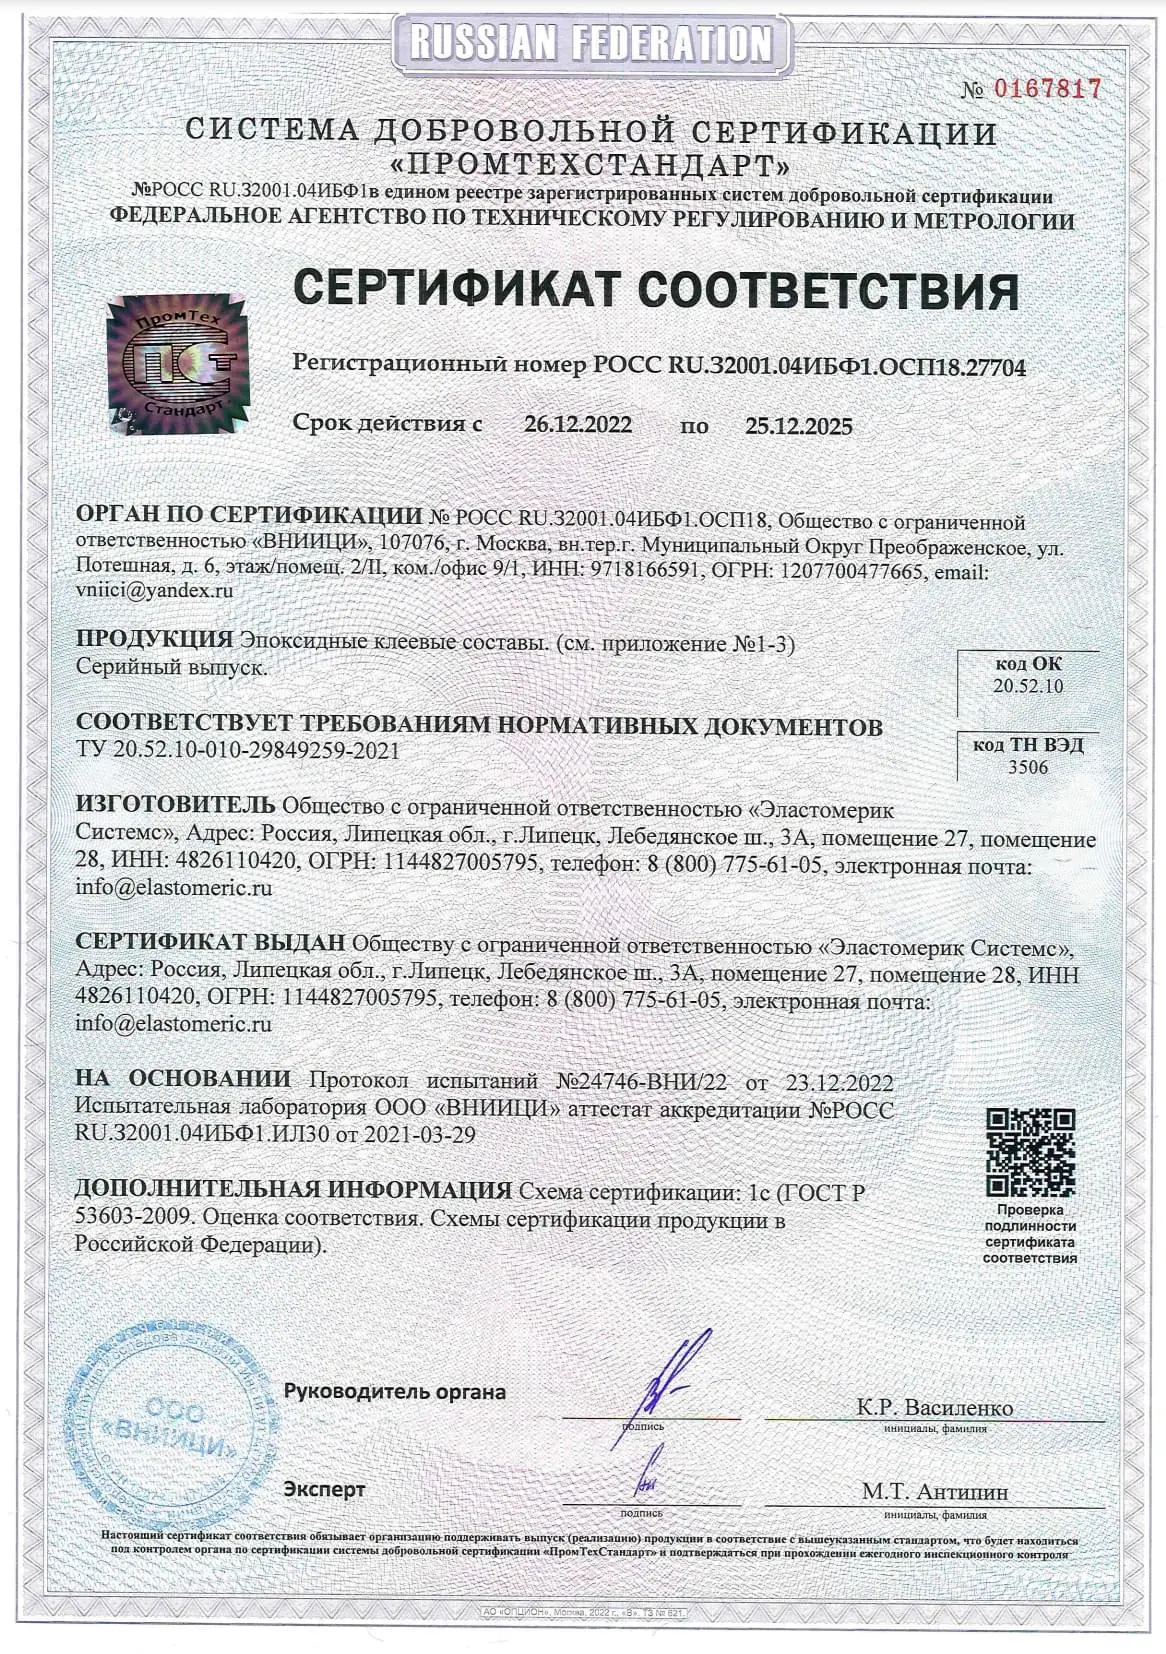 RUSSIAN FEDERATION
№ 0167817
СИСТЕМА ДОБРОВОЛЬНОЙ СЕРТИФИКАЦИИ
«ПРОМТЕХСТАНДАРТ»
№РОСС RU.32001.04ИБФ1в едином реестре зарегистрированных систем добровольной сертификации
ФЕДЕРАЛЬНОЕ АГЕНТСТВО ПО ТЕХНИЧЕСКОМУ РЕГУЛИРОВАНИЮ И МЕТРОЛОГИИ
СЕРТИФИКАТ СООТВЕТСТВИЯ
ПромТех
ПСТ
Стандарт
Регистрационный номер РОСС RU.32001.04ИБФ1.ОСП18.27704
Срок действия с 26.12.2022 по 25.12.2025
ОРГАН ПО СЕРТИФИКАЦИИ № РОСС RU.32001.04ИБФ1.ОСП18, Общество с ограниченной
ответственностью «ВНИИЦИ», 107076, г. Москва, вн.тер.г. Муниципальный Округ Преображенское, ул.
Потешная, д. 6, этаж/помещ. 2/II, ком./офис 9/1, ИНН: 9718166591, ОГРН: 1207700477665, email:
vniici@yandex.ru
ПРОДУКЦИЯ Эпоксидные клеевые составы. (см. приложение №1-3)
Серийный выпуск.
код ОК
20.52.10
СООТВЕТСТВУЕТ ТРЕБОВАНИЯМ НОРМАТИВНЫХ ДОКУМЕНТОВ
ТУ 20.52.10-010-29849259-2021
код ТН ВЭД
3506
ИЗГОТОВИТЕЛЬ Общество с ограниченной ответственностью «Эластомерик
Системс», Адрес: Россия, Липецкая обл., г.Липецк, Лебедянское ш., 3А, помещение 27, помещение
28, ИНН: 4826110420, ОГРН: 1144827005795, телефон: 8 (800) 775-61-05, электронная почта:
info@elastomeric.ru
СЕРТИФИКАТ ВЫДАН Обществу с ограниченной ответственностью «Эластомерик Системс»,
Адрес: Россия, Липецкая обл., г.Липецк, Лебедянское ш., 3А, помещение 27, помещение 28, ИНН
4826110420, ОГРН: 1144827005795, телефон: 8 (800) 775-61-05, электронная почта:
info@elastomeric.ru
НА ОСНОВАНИИ Протокол испытаний №24746-ВНИ/22 от 23.12.2022
Испытательная лаборатория ООО «ВНИИЦИ» аттестат аккредитации №РОСС
RU.32001.04ИБФ1.ИЛ30 от 2021-03-29
ДОПОЛНИТЕЛЬНАЯ ИНФОРМАЦИЯ Схема сертификации: 1с (ГОСТ Р
53603-2009. Оценка соответствия. Схемы сертификации продукции в
Российской Федерации).
Проверка
подлинности
сертификата
соответствия
ООО
«ВНИИЦИ»
Руководитель органа
подпись
К.Р. Василенко
инициалы, фамилия
Эксперт
подпись
М.Т. Антипин
инициалы, фамилия
Настоящий сертификат соответствия обязывает организацию поддерживать выпуск (реализацию) продукции в соответствие с вышеуказанным стандартом, что будет находиться
под контролем органа по сертификации системы добровольной сертификации «ПромТехСтандарт» и подтверждаться при прохождении ежегодного инспекционного контроля
АО «ОПЦИОН», Москва, 2022 г., «В». ТЗ № 621.